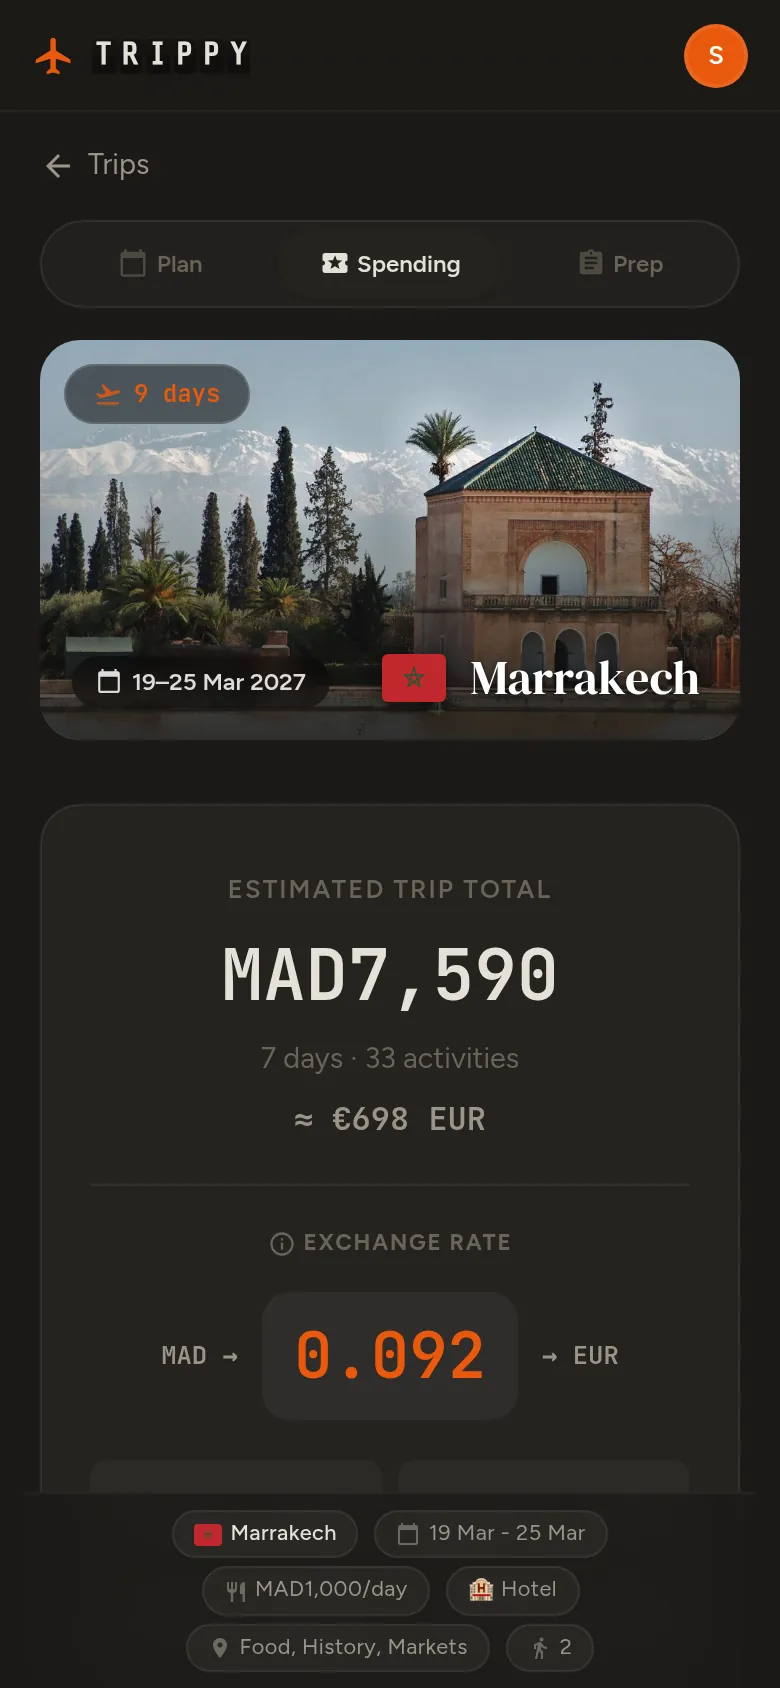 TRIPPY
S
← Trips
Plan
Spending
Prep
9 days
19–25 Mar 2027
Marrakech
ESTIMATED TRIP TOTAL
MAD7,590
7 days · 33 activities
≈ €698 EUR
EXCHANGE RATE
MAD → 0.092 → EUR
Marrakech
19 Mar - 25 Mar
MAD1,000/day
Hotel
Food, History, Markets
2